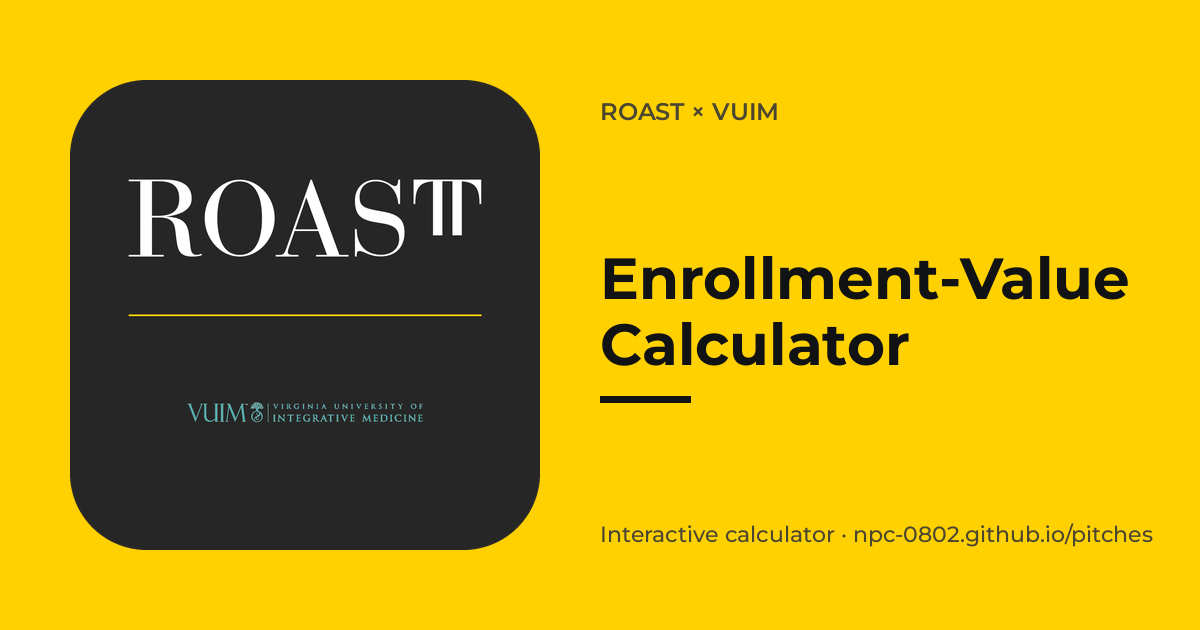 ROAST
VUIM VIRGINIA UNIVERSITY OF
INTEGRATIVE MEDICINE
ROAST × VUIM
Enrollment-Value
Calculator
Interactive calculator · npc-0802.github.io/pitches